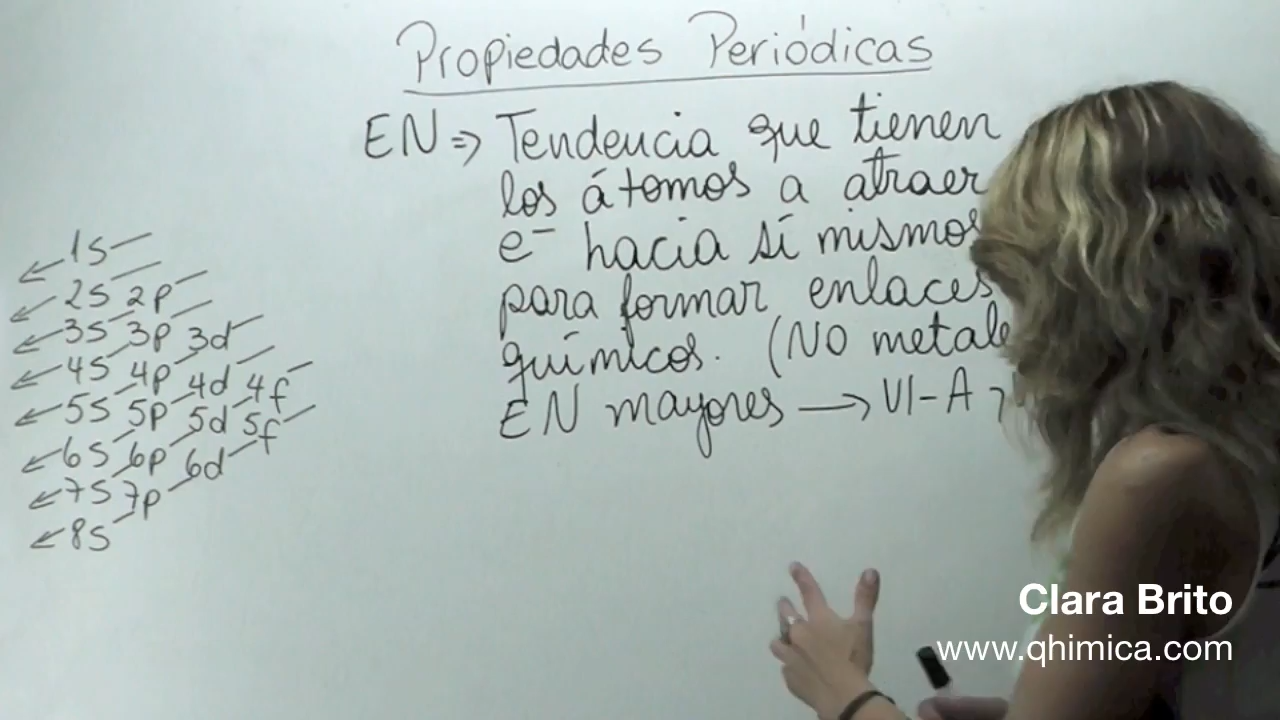 Propiedades Periódicas
EN => Tendencia que tienen
los átomos a atraer
e⁻ hacia sí mismos
para formar enlaces
químicos. (NO metale
EN mayores → VI-A
1s
2s 2p
3s 3p 3d
4s 4p 4d 4f
5s 5p 5d 5f
6s 6p 6d
7s 7p
8s
Clara Brito
www.qhimica.com